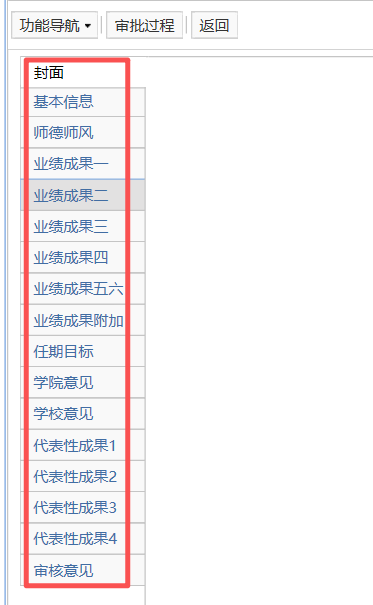 功能导航 审批过程 返回
封面
基本信息
师德师风
业绩成果一
业绩成果二
业绩成果三
业绩成果四
业绩成果五六
业绩成果附加
任期目标
学院意见
学校意见
代表性成果1
代表性成果2
代表性成果3
代表性成果4
审核意见